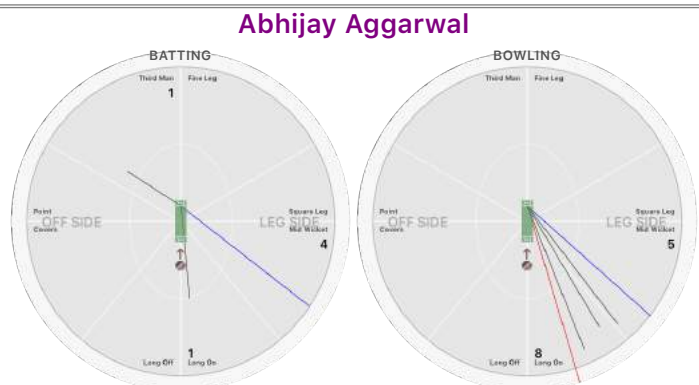 Abhijay Aggarwal
BATTING
BOWLING
Third Man Fine Leg
1
Third Man Fine Leg
Point
OFF SIDE
Covers
Square Leg
LEG SIDE
Mid Wicket
4
Point
OFF SIDE
Covers
Square Leg
LEG SIDE
Mid Wicket
5
1
Long Off Long On
8
Long Off Long On